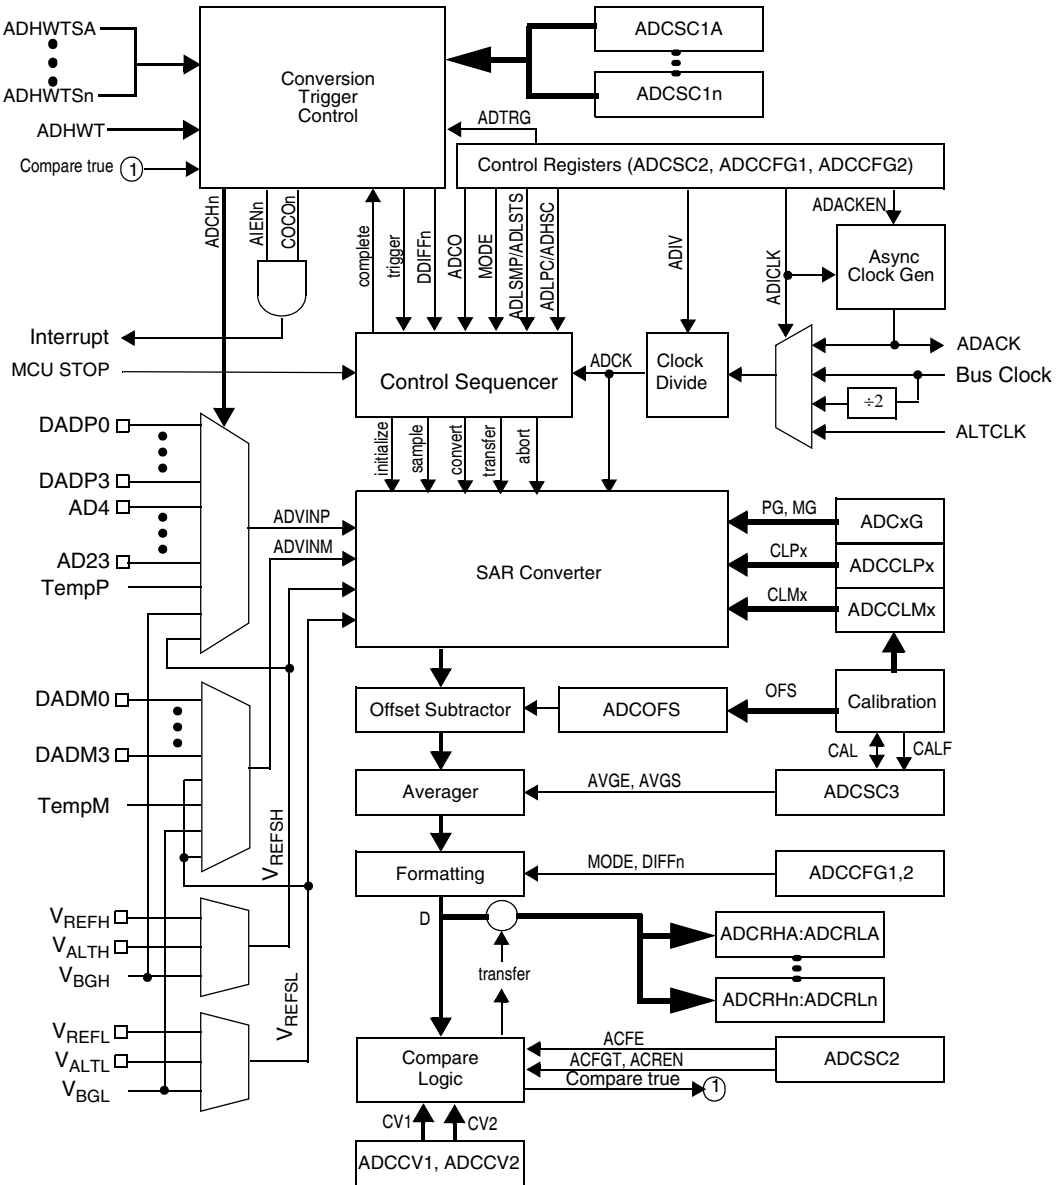 ADHWTSA
ADHWTSn
ADHWT
Compare true 1
Conversion
Trigger
Control
ADCSC1A
ADCSC1n
ADTRG
Control Registers (ADCSC2, ADCCFG1, ADCCFG2)
ADCHn
AIENn
COCOn
complete
trigger
DDIFFn
ADCO
MODE
ADLSMP/ADLSTS
ADLPC/ADHSC
ADIV
ADICLK
ADACKEN
Async
Clock Gen
Interrupt
MCU STOP
Control Sequencer
ADCK
Clock
Divide
ADACK
Bus Clock
÷2
ALTCLK
initialize
sample
convert
transfer
abort
DADP0
DADP3
AD4
AD23
TempP
ADVINP
ADVINM
SAR Converter
PG, MG
CLPx
CLMx
ADCxG
ADCCLPx
ADCCLMx
DADM0
DADM3
TempM
Offset Subtractor
ADCOFS
OFS
Calibration
CAL
CALF
Averager
AVGE, AVGS
ADCSC3
Formatting
MODE, DIFFn
ADCCFG1,2
VREFSH
VREFSL
VREFH
VALTH
VBGH
VREFL
VALTL
VBGL
D
transfer
ADCRHA:ADCRLA
ADCRHn:ADCRLn
Compare
Logic
ACFE
ACFGT, ACREN
Compare true
1
ADCSC2
CV1
CV2
ADCCV1, ADCCV2